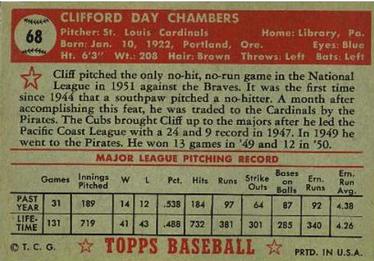 68
CLIFFORD DAY CHAMBERS
Pitcher: St. Louis Cardinals Home: Library, Pa.
Born: Jan. 10, 1922, Portland, Ore. Eyes: Blue
Ht. 6'3" Wt.: 208 Hair: Brown Throws: Left Bats: Left
Cliff pitched the only no-hit, no-run game in the National
League in 1951 against the Braves. It was the first time
since 1944 that a southpaw pitched a no-hitter. A month after
accomplishing this feat, he was traded to the Cardinals by the
Pirates. The Cubs brought Cliff up to the majors after he led the
Pacific Coast League with a 24 and 9 record in 1947. In 1949 he
went to the Pirates. He won 13 games in '49 and 12 in '50.
MAJOR LEAGUE PITCHING RECORD
Games Innings Pitched W L Pct. Hits Runs Strike Outs Bases on Balls Ern. Runs Ern. Run Avg.
PAST YEAR 31 189 14 12 .538 184 97 64 87 92 4.38
LIFE-TIME 131 719 41 43 .488 732 381 302 285 340 4.26
© T. C. G. TOPPS BASEBALL PRTD. IN U.S.A.